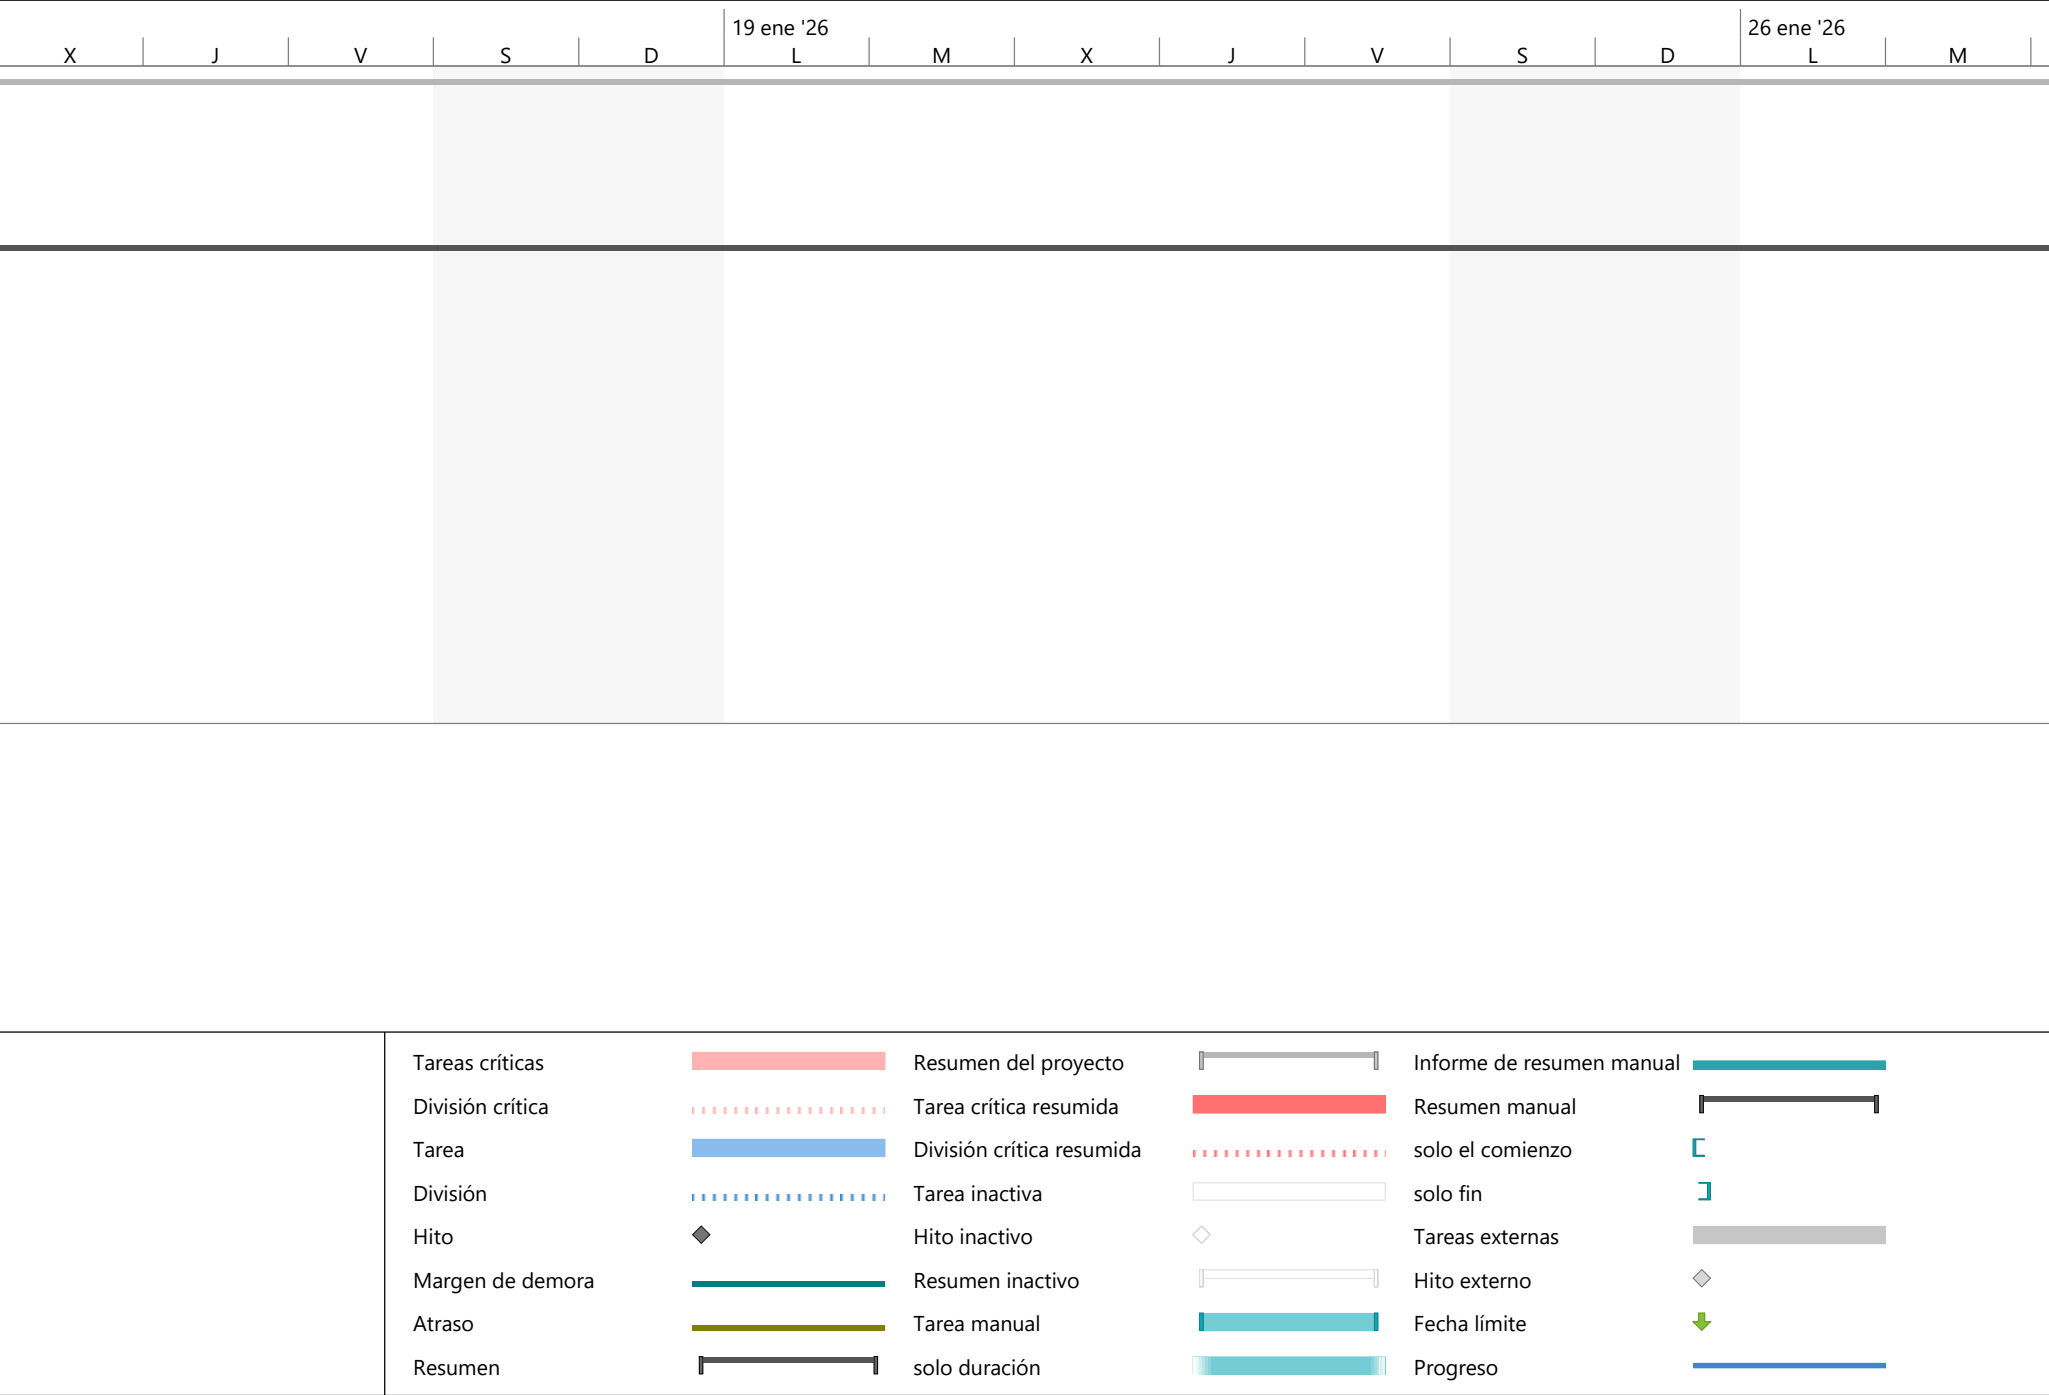 19 ene '26 26 ene '26
X J V S D L M X J V S D L M
Tareas críticas Resumen del proyecto Informe de resumen manual
División crítica Tarea crítica resumida Resumen manual
Tarea División crítica resumida solo el comienzo
División Tarea inactiva solo fin
Hito Hito inactivo Tareas externas
Margen de demora Resumen inactivo Hito externo
Atraso Tarea manual Fecha límite
Resumen solo duración Progreso